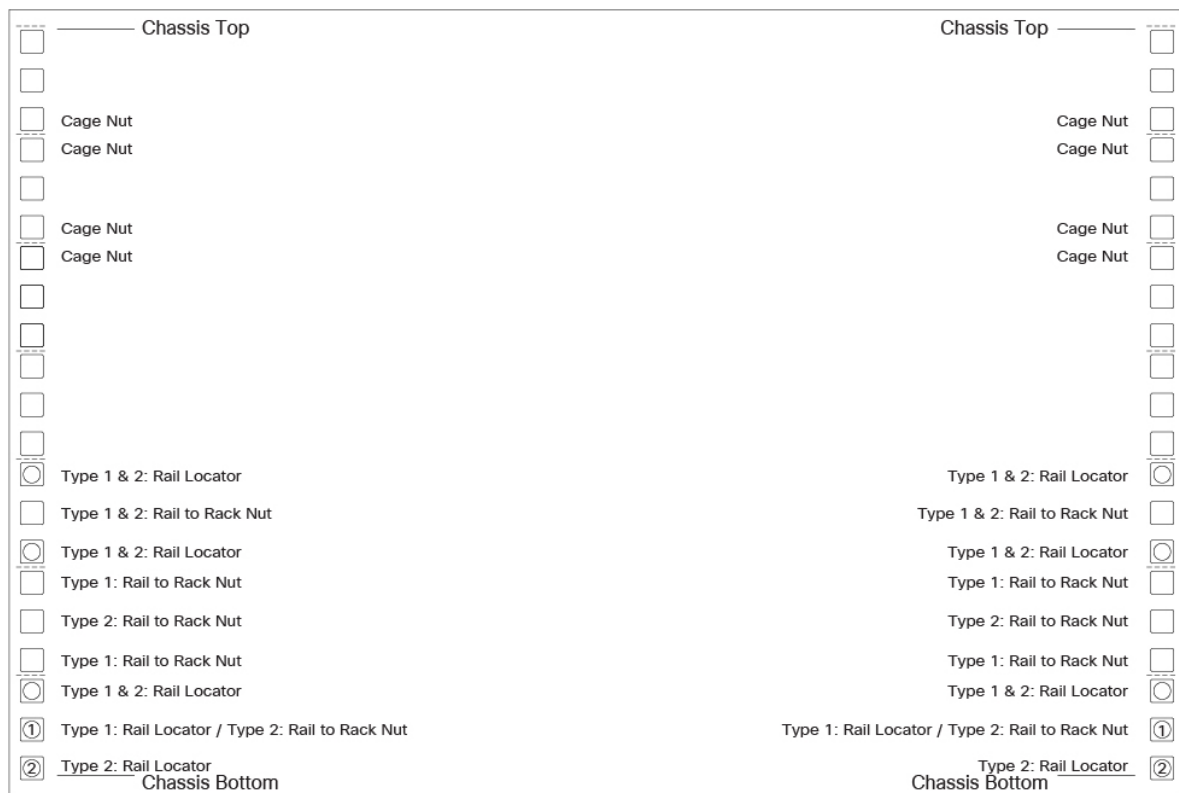 Chassis Top Chassis Top
Cage Nut Cage Nut
Cage Nut Cage Nut
Cage Nut Cage Nut
Cage Nut Cage Nut
Type 1 & 2: Rail Locator Type 1 & 2: Rail Locator
Type 1 & 2: Rail to Rack Nut Type 1 & 2: Rail to Rack Nut
Type 1 & 2: Rail Locator Type 1 & 2: Rail Locator
Type 1: Rail to Rack Nut Type 1: Rail to Rack Nut
Type 2: Rail to Rack Nut Type 2: Rail to Rack Nut
Type 1: Rail to Rack Nut Type 1: Rail to Rack Nut
Type 1 & 2: Rail Locator Type 1 & 2: Rail Locator
① Type 1: Rail Locator / Type 2: Rail to Rack Nut Type 1: Rail Locator / Type 2: Rail to Rack Nut ①
② Type 2: Rail Locator Type 2: Rail Locator ②
Chassis Bottom Chassis Bottom